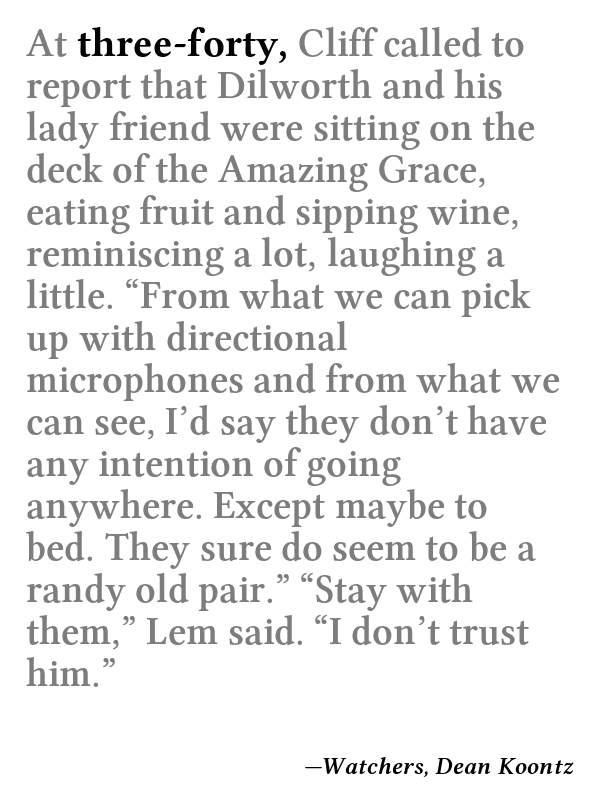 At three-forty, Cliff called to
report that Dilworth and his
lady friend were sitting on the
deck of the Amazing Grace,
eating fruit and sipping wine,
reminiscing a lot, laughing a
little. “From what we can pick
up with directional
microphones and from what we
can see, I’d say they don’t have
any intention of going
anywhere. Except maybe to
bed. They sure do seem to be a
randy old pair.” “Stay with
them,” Lem said. “I don’t trust
him.”
—Watchers, Dean Koontz